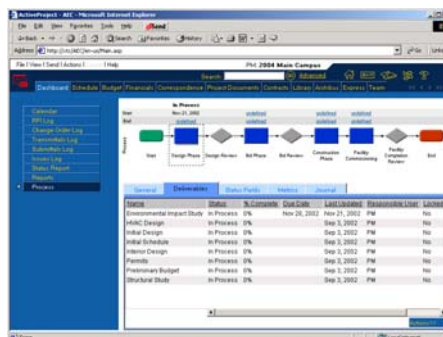 ActiveProject - AEC - Microsoft Internet Explorer
File Edit View Favorites Tools Help
Back Search Favorites History
Address
File | View | Send | Actions | Help PM: 2004 Main Campus
Search Advanced
Dashboard Schedule Budget Financials Correspondence Project Documents Contacts Library Antribus Express Team
Calendar
RFI Log
Change Order Log
Transmittals Log
Submittals Log
Issues Log
Status Report
Reports
Process
In Process
Start Nov 21, 2002 undefined undefined undefined
End undefined undefined undefined undefined
Process
Start Design Phase Design Review Bid Phase Bid Review Construction Phase Facility Commissioning Facility Completion Review End
General Deliverables Status Fields Metrics Journal
Name Status % Complete Due Date Last Updated Responsible User Locked
Environmental Impact Study In Process 0% Nov 28, 2002 Nov 21, 2002 PM No
HVAC Design In Process 0% Sep 3, 2002 PM No
Initial Design In Process 0% Sep 3, 2002 PM No
Initial Schedule In Process 0% Sep 3, 2002 PM No
Interior Design In Process 0% Sep 3, 2002 PM No
Permits In Process 0% Sep 3, 2002 PM No
Preliminary Budget In Process 0% Sep 3, 2002 PM No
Structural Study In Process 0% Sep 3, 2002 PM No
Actions